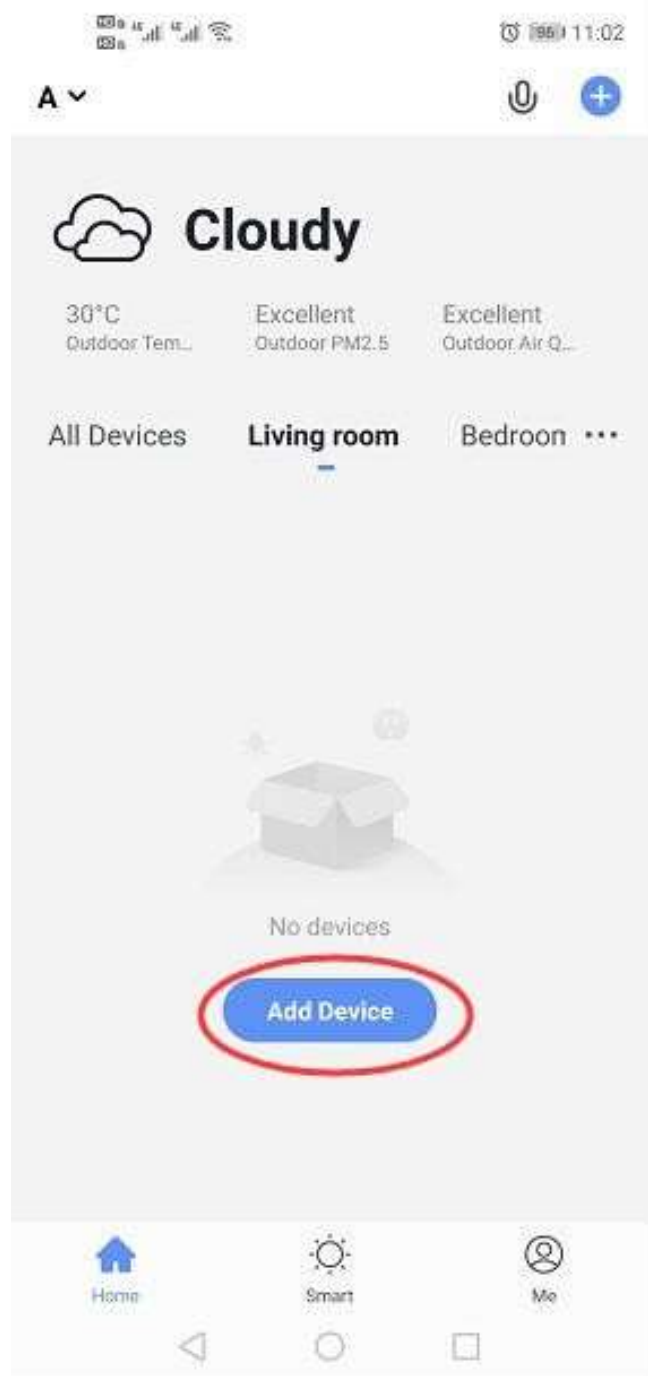 11:02
A
Cloudy
30°C Excellent Excellent
Outdoor Tem... Outdoor PM2.5 Outdoor Air Q...
All Devices Living room Bedroon ···
No devices
Add Device
Home Smart Me